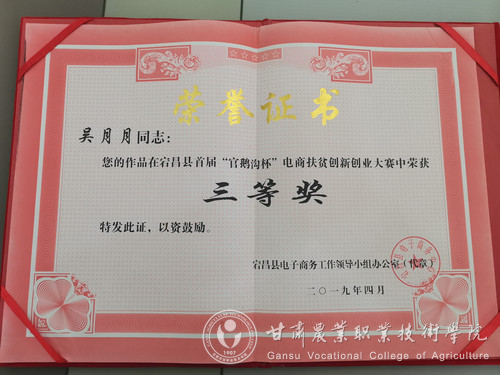 荣誉证书
吴月月同志：
您的作品在宕昌县首届“官鹅沟杯”电商扶贫创新创业大赛中荣获
三等奖
特发此证，以资鼓励。
宕昌县电子商务工作领导小组办公室（代章）
二〇一九年四月
1907
甘肃农业职业技術學院
Gansu Vocational College of Agriculture